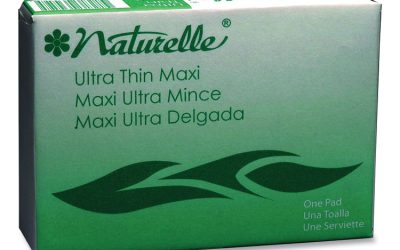 Naturelle®
Ultra Thin Maxi
Maxi Ultra Mince
Maxi Ultra Delgada
One Pad
Una Toalla
Une Serviette